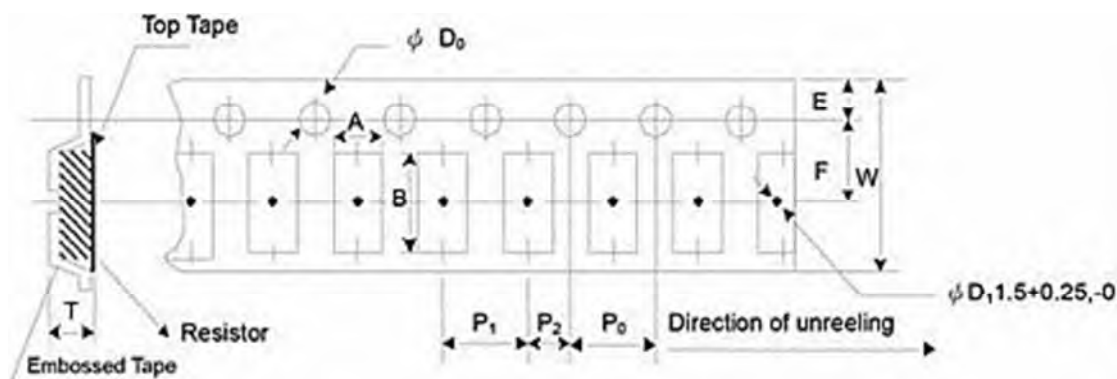 Top Tape
ϕ D₀
E
A
F
W
B
ϕ D₁1.5+0.25,-0
T
Resistor
P₁
P₂
P₀
Direction of unreeling
Embossed Tape